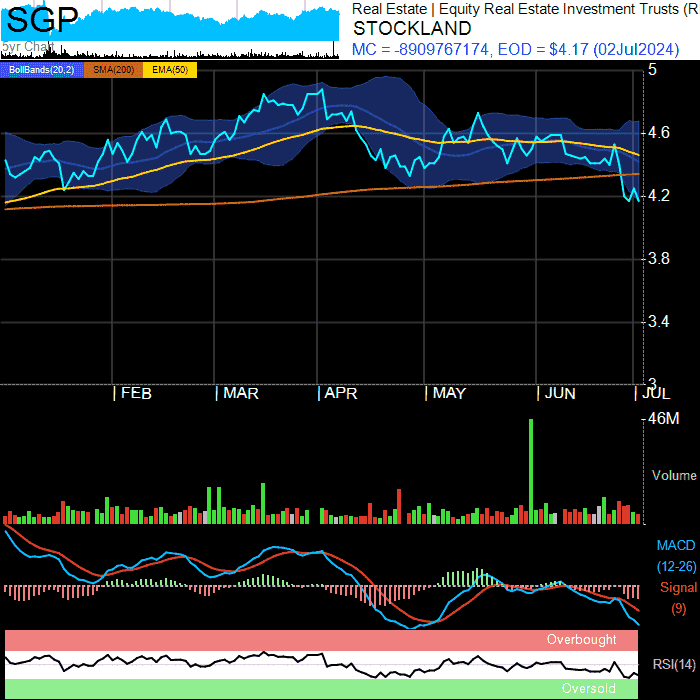 SGP
Real Estate | Equity Real Estate Investment Trusts (R
STOCKLAND
5yr Chart
MC = -8909767174, EOD = $4.17 (02Jul2024)
BollBands(20,2) SMA(200) EMA(50)
5
4.6
4.2
3.8
3.4
3
FEB MAR APR MAY JUN JUL
46M
Volume
MACD
(12-26)
Signal
(9)
Overbought
RSI(14)
Oversold